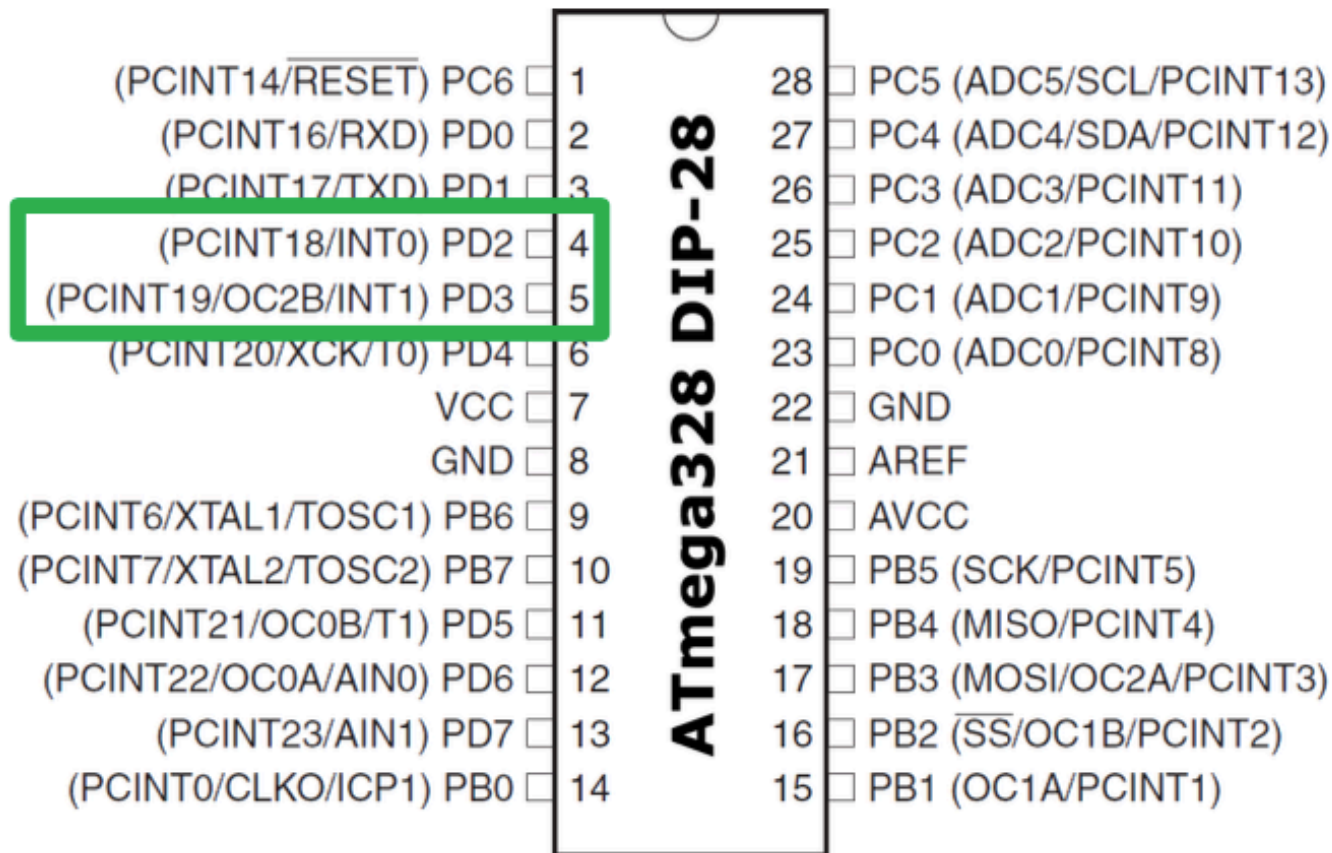 (PCINT14/RESET) PC6 1
(PCINT16/RXD) PD0 2
(PCINT17/TXD) PD1 3
(PCINT18/INT0) PD2 4
(PCINT19/OC2B/INT1) PD3 5
(PCINT20/XCK/T0) PD4 6
VCC 7
GND 8
(PCINT6/XTAL1/TOSC1) PB6 9
(PCINT7/XTAL2/TOSC2) PB7 10
(PCINT21/OC0B/T1) PD5 11
(PCINT22/OC0A/AIN0) PD6 12
(PCINT23/AIN1) PD7 13
(PCINT0/CLKO/ICP1) PB0 14
ATmega328 DIP-28
28 PC5 (ADC5/SCL/PCINT13)
27 PC4 (ADC4/SDA/PCINT12)
26 PC3 (ADC3/PCINT11)
25 PC2 (ADC2/PCINT10)
24 PC1 (ADC1/PCINT9)
23 PC0 (ADC0/PCINT8)
22 GND
21 AREF
20 AVCC
19 PB5 (SCK/PCINT5)
18 PB4 (MISO/PCINT4)
17 PB3 (MOSI/OC2A/PCINT3)
16 PB2 (SS/OC1B/PCINT2)
15 PB1 (OC1A/PCINT1)